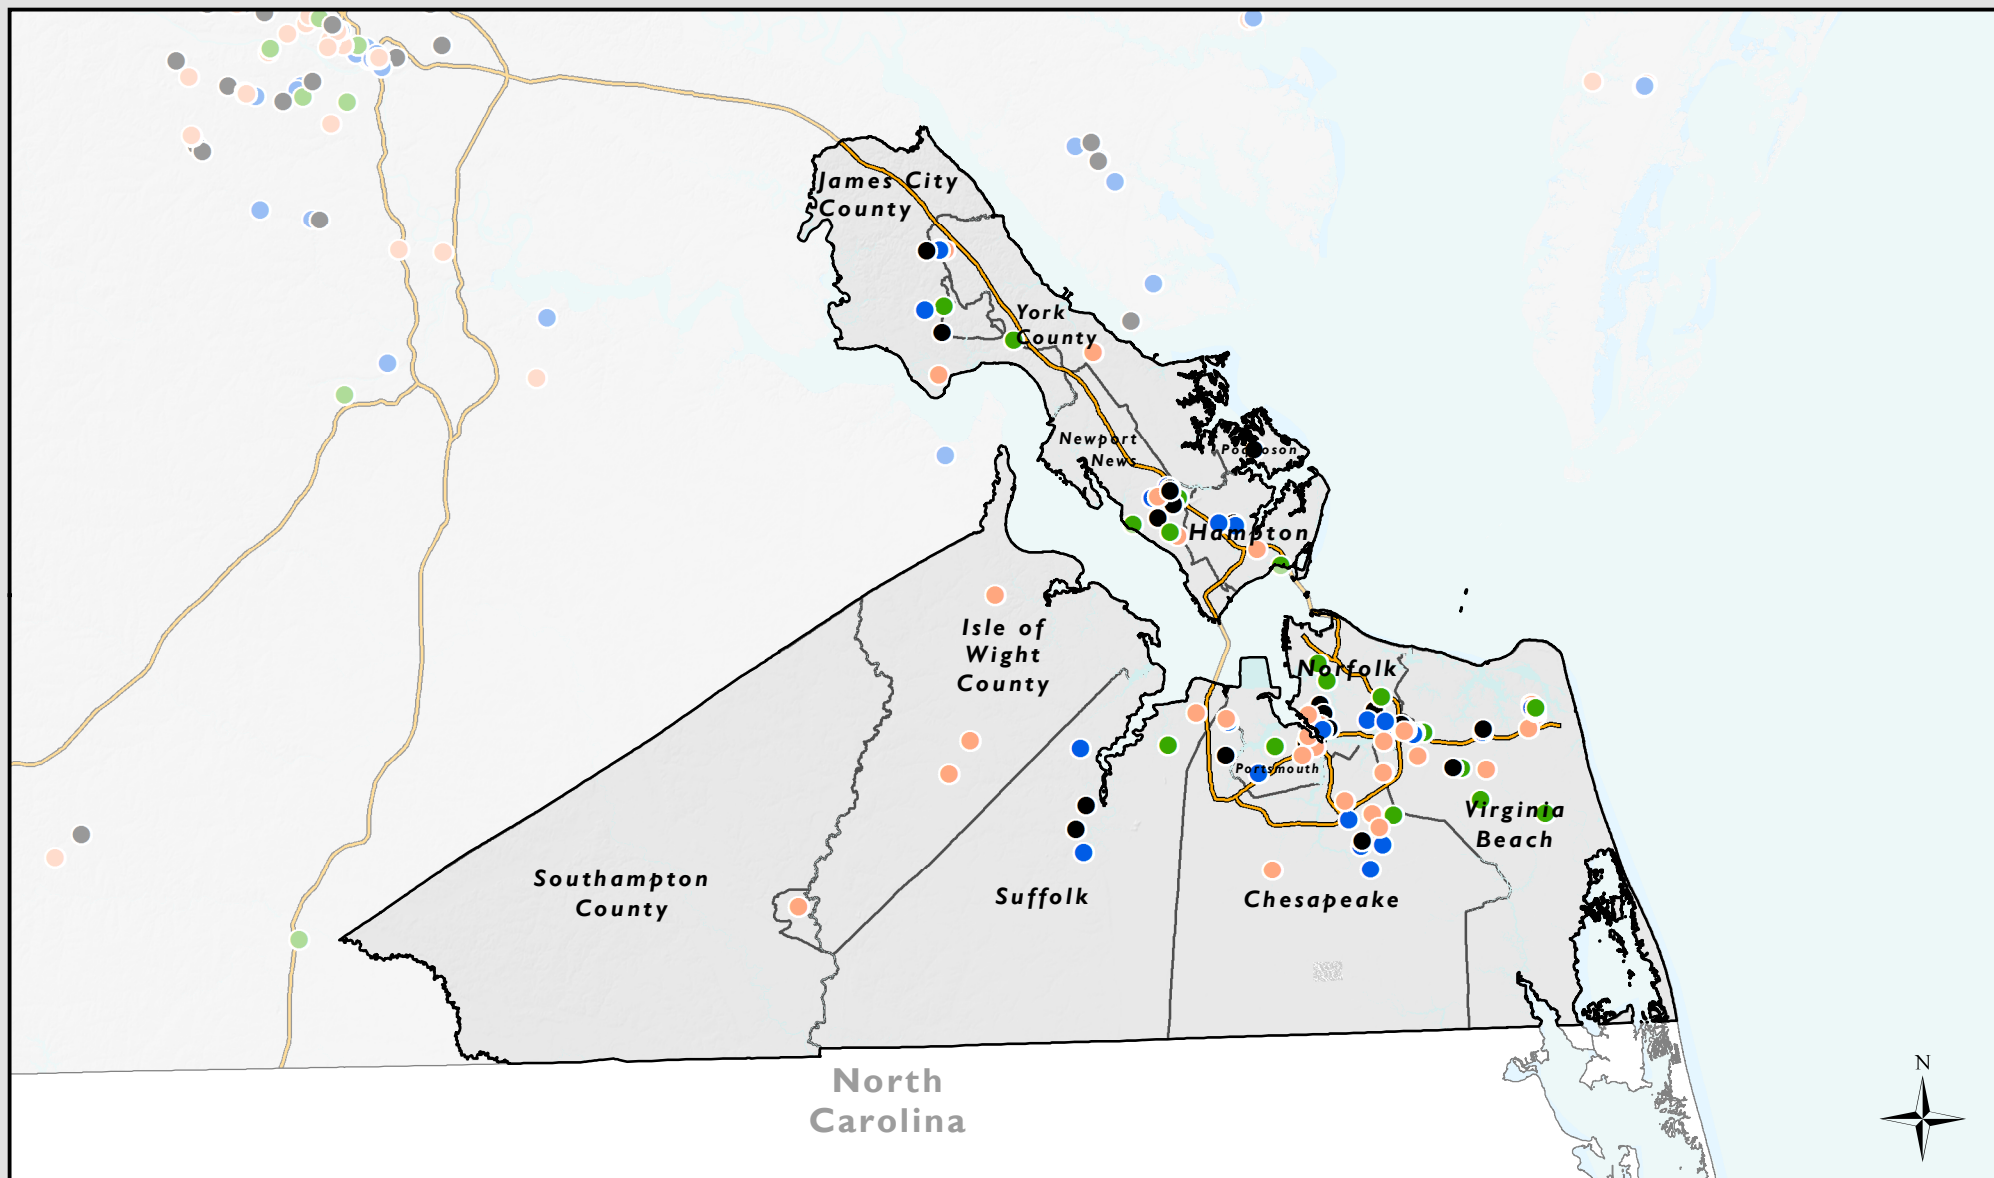 James City
County
York
County
Newport
News
Poquoson
Hampton
Isle of
Wight
County
Norfolk
Portsmouth
Virginia
Beach
Southampton
County
Suffolk
Chesapeake
North
Carolina
N